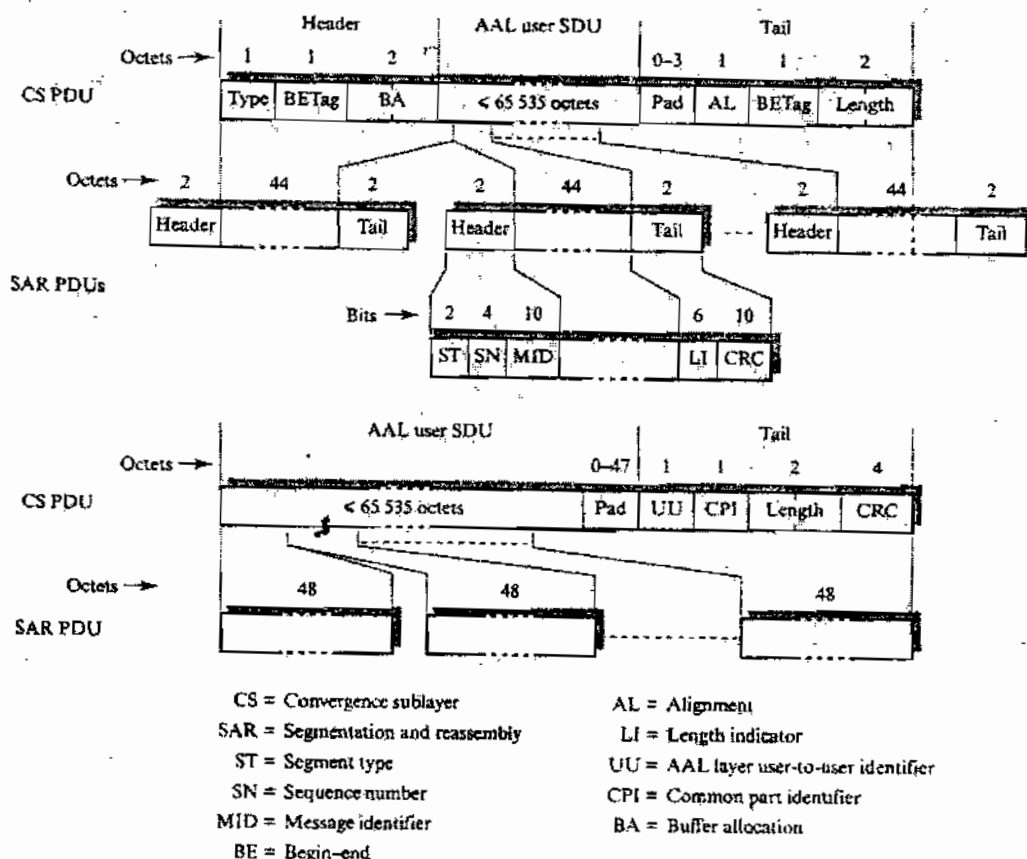 Header AAL user SDU Tail
Octets → 1 1 2 0–3 1 1 2
CS PDU Type BETag BA < 65 535 octets Pad AL BETag Length
Octets → 2 44 2 2 44 2 2 44 2
Header Tail Header Tail Header Tail
SAR PDUs
Bits → 2 4 10 6 10
ST SN MID LI CRC
AAL user SDU Tail
Octets → 0–47 1 1 2 4
CS PDU < 65 535 octets Pad UU CPI Length CRC
Octets → 48 48 48
SAR PDU
CS = Convergence sublayer
SAR = Segmentation and reassembly
ST = Segment type
SN = Sequence number
MID = Message identifier
BE = Begin–end
AL = Alignment
LI = Length indicator
UU = AAL layer user-to-user identifier
CPI = Common part identifier
BA = Buffer allocation